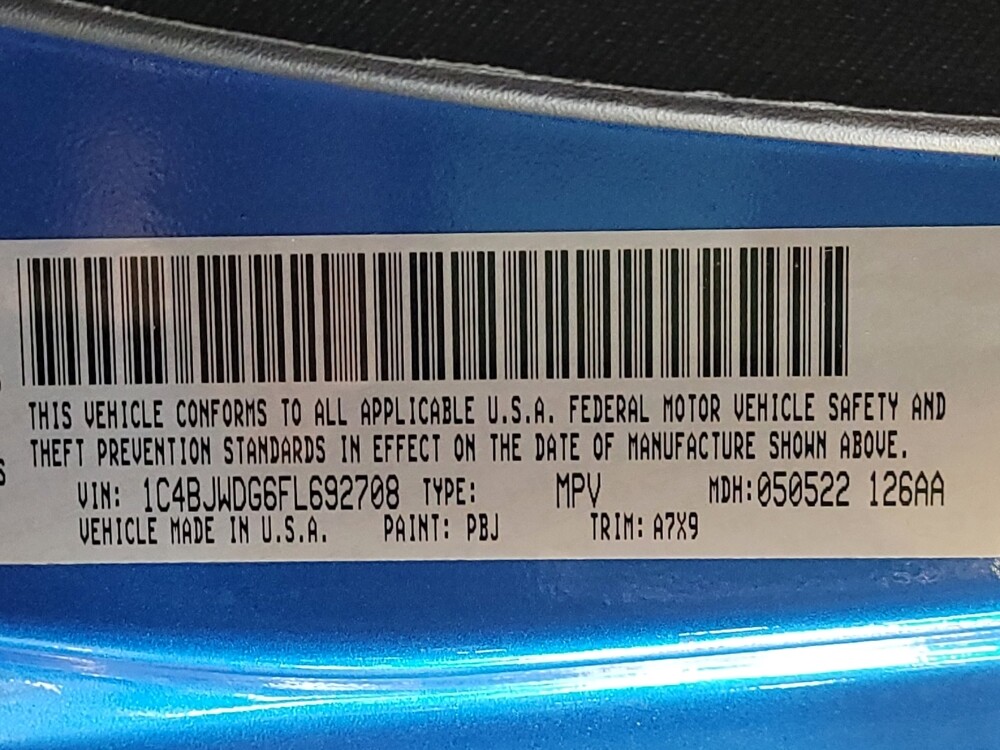 THIS VEHICLE CONFORMS TO ALL APPLICABLE U.S.A. FEDERAL MOTOR VEHICLE SAFETY AND
THEFT PREVENTION STANDARDS IN EFFECT ON THE DATE OF MANUFACTURE SHOWN ABOVE.
VIN: 1C4BJWDG6FL692708 TYPE: MPV MDH:050522 126AA
VEHICLE MADE IN U.S.A. PAINT: PBJ TRIM: A7X9